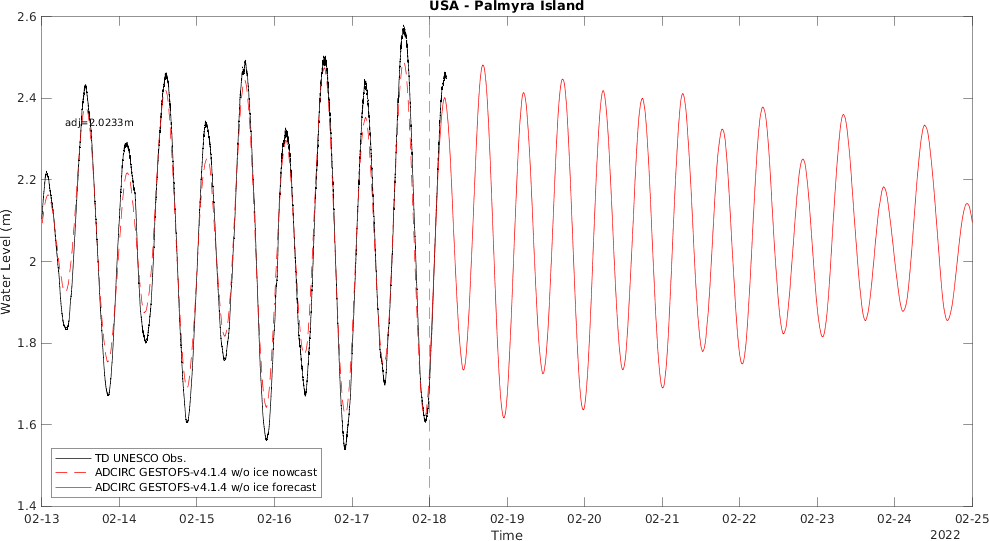 USA - Palmyra Island
2.6
2.4
2.2
2
1.8
1.6
1.4
Water Level (m)
adj=2.0233m
TD UNESCO Obs.
ADCIRC GESTOFS-v4.1.4 w/o ice nowcast
ADCIRC GESTOFS-v4.1.4 w/o ice forecast
02-13 02-14 02-15 02-16 02-17 02-18 02-19 02-20 02-21 02-22 02-23 02-24 02-25
Time
2022